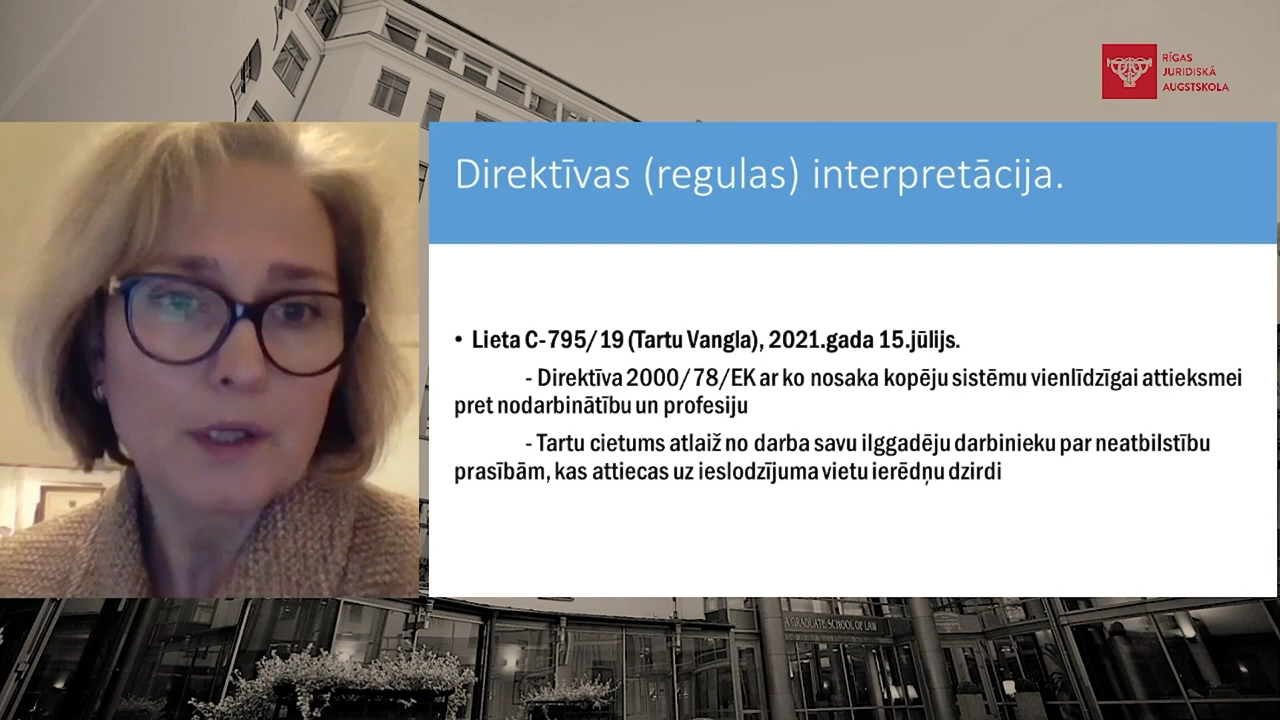 RĪGAS
JURIDISKĀ
AUGSTSKOLA
Direktīvas (regulas) interpretācija.
• Lieta C-795/19 (Tartu Vangla), 2021.gada 15.jūlijs.
- Direktīva 2000/78/EK ar ko nosaka kopēju sistēmu vienlīdzīgai attieksmei
pret nodarbinātību un profesiju
- Tartu cietums atlaiž no darba savu ilggadēju darbinieku par neatbilstību
prasībām, kas attiecas uz ieslodzījuma vietu ierēdņu dzirdi
A GRADUATE SCHOOL OF LAW